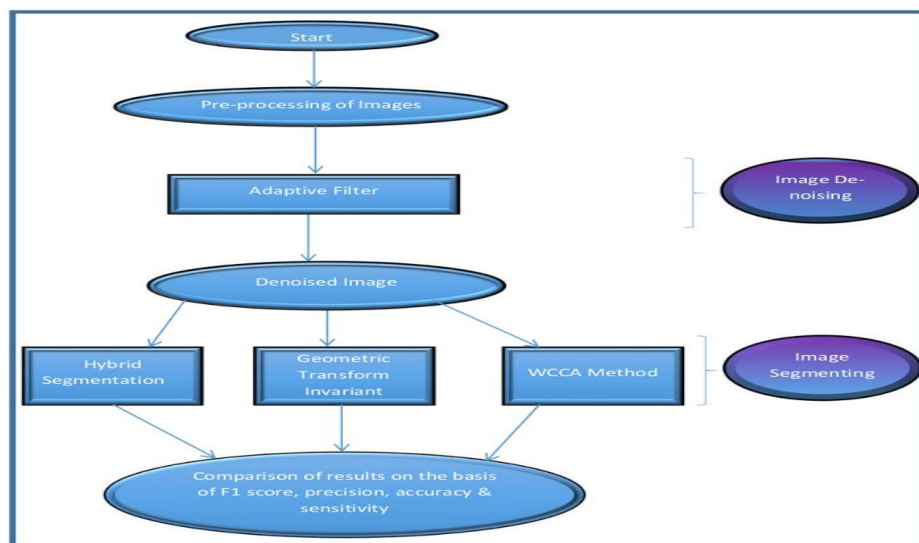 Start
Pre-processing of Images
Adaptive Filter
Image De-
noising
Denoised Image
Hybrid
Segmentation
Geometric
Transform
Invariant
WCCA Method
Image
Segmenting
Comparison of results on the basis
of F1 score, precision, accuracy &
sensitivity